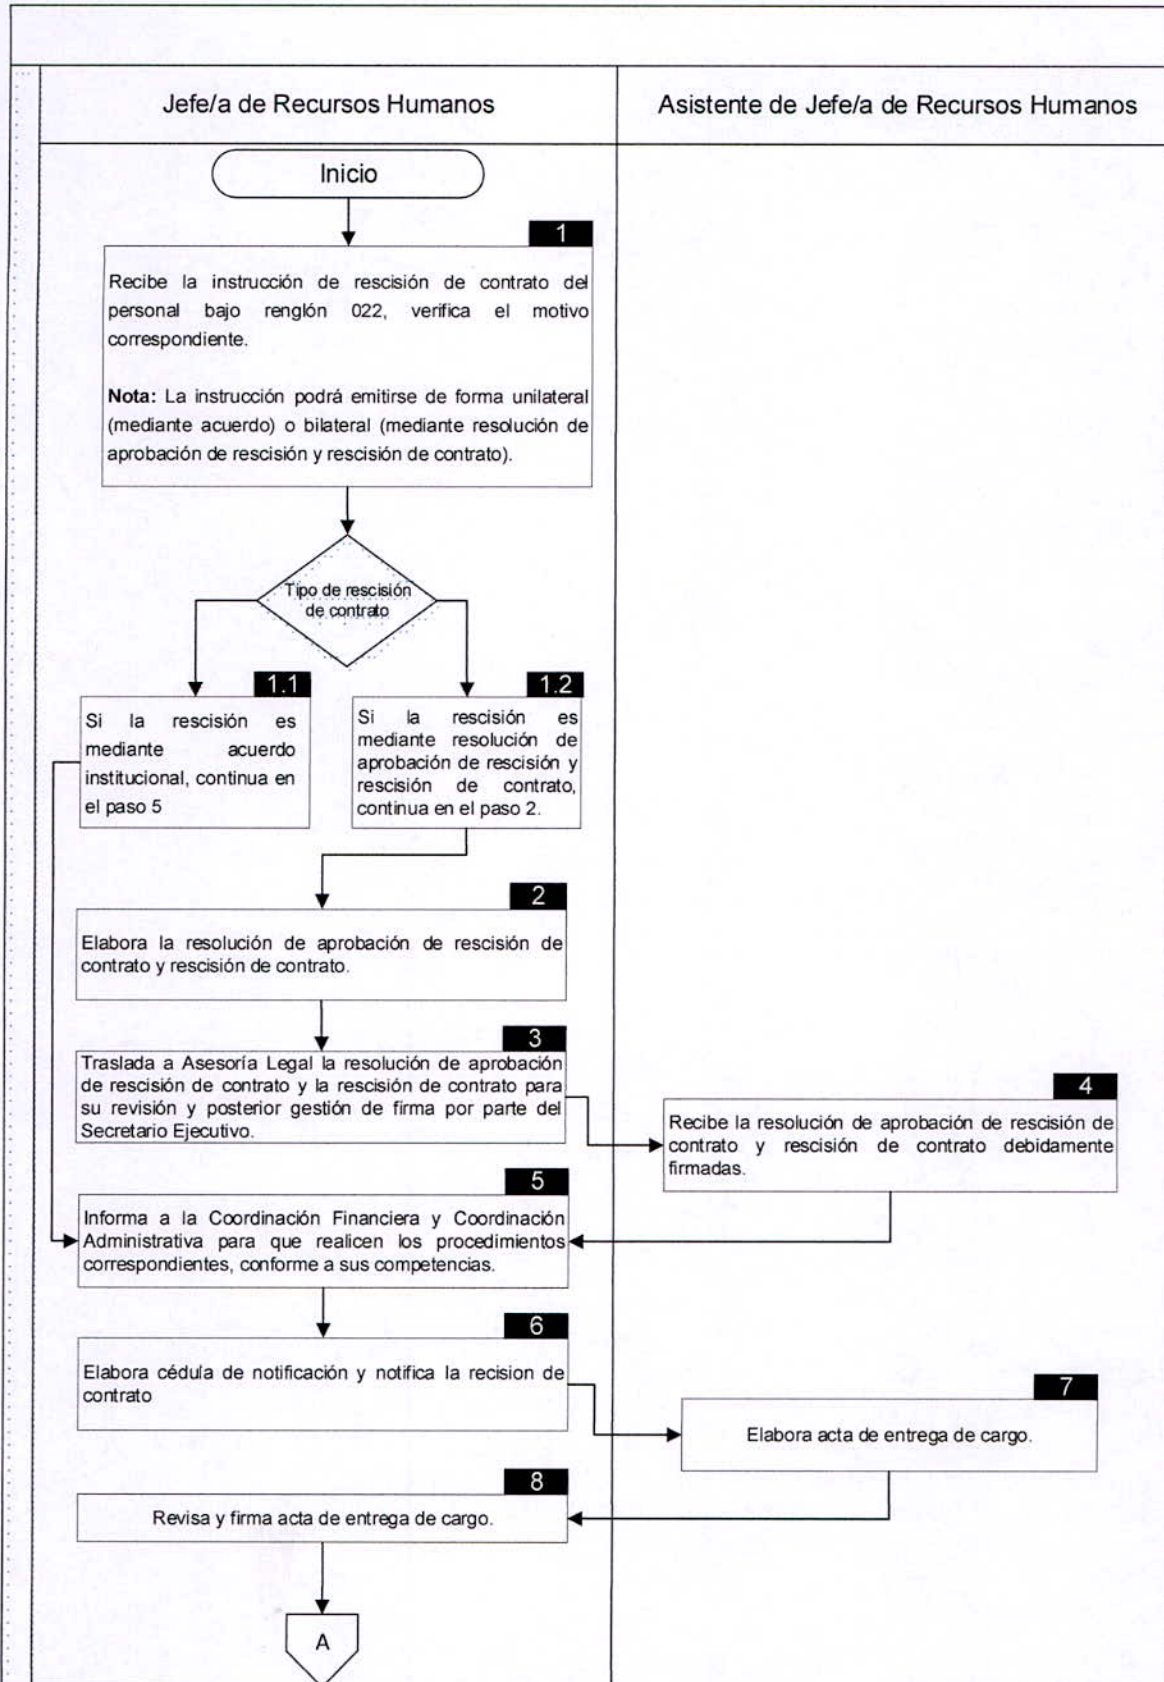 Jefe/a de Recursos Humanos
Asistente de Jefe/a de Recursos Humanos
Inicio
1
Recibe la instrucción de rescisión de contrato del
personal bajo renglón 022, verifica el motivo
correspondiente.
Nota: La instrucción podrá emitirse de forma unilateral
(mediante acuerdo) o bilateral (mediante resolución de
aprobación de rescisión y rescisión de contrato).
Tipo de rescisión
de contrato
1.1
Si la rescisión es
mediante acuerdo
institucional, continua en
el paso 5
1.2
Si la rescisión es
mediante resolución de
aprobación de rescisión y
rescisión de contrato,
continua en el paso 2.
2
Elabora la resolución de aprobación de rescisión de
contrato y rescisión de contrato.
3
Traslada a Asesoría Legal la resolución de aprobación
de rescisión de contrato y la rescisión de contrato para
su revisión y posterior gestión de firma por parte del
Secretario Ejecutivo.
4
Recibe la resolución de aprobación de rescisión de
contrato y rescisión de contrato debidamente
firmadas.
5
Informa a la Coordinación Financiera y Coordinación
Administrativa para que realicen los procedimientos
correspondientes, conforme a sus competencias.
6
Elabora cédula de notificación y notifica la recision de
contrato
7
Elabora acta de entrega de cargo.
8
Revisa y firma acta de entrega de cargo.
A